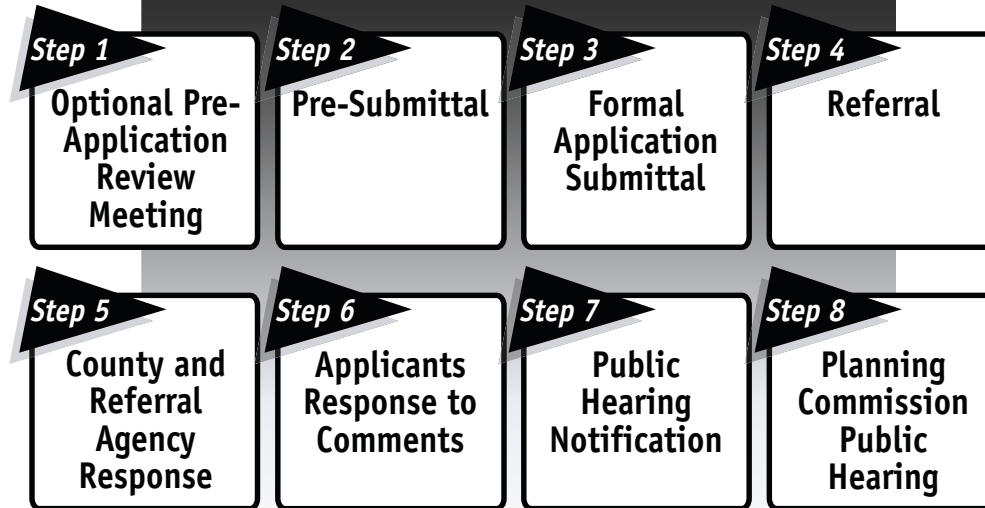 Step 1
Optional Pre-
Application
Review
Meeting
Step 2
Pre-Submittal
Step 3
Formal
Application
Submittal
Step 4
Referral
Step 5
County and
Referral
Agency
Response
Step 6
Applicants
Response to
Comments
Step 7
Public
Hearing
Notification
Step 8
Planning
Commission
Public
Hearing